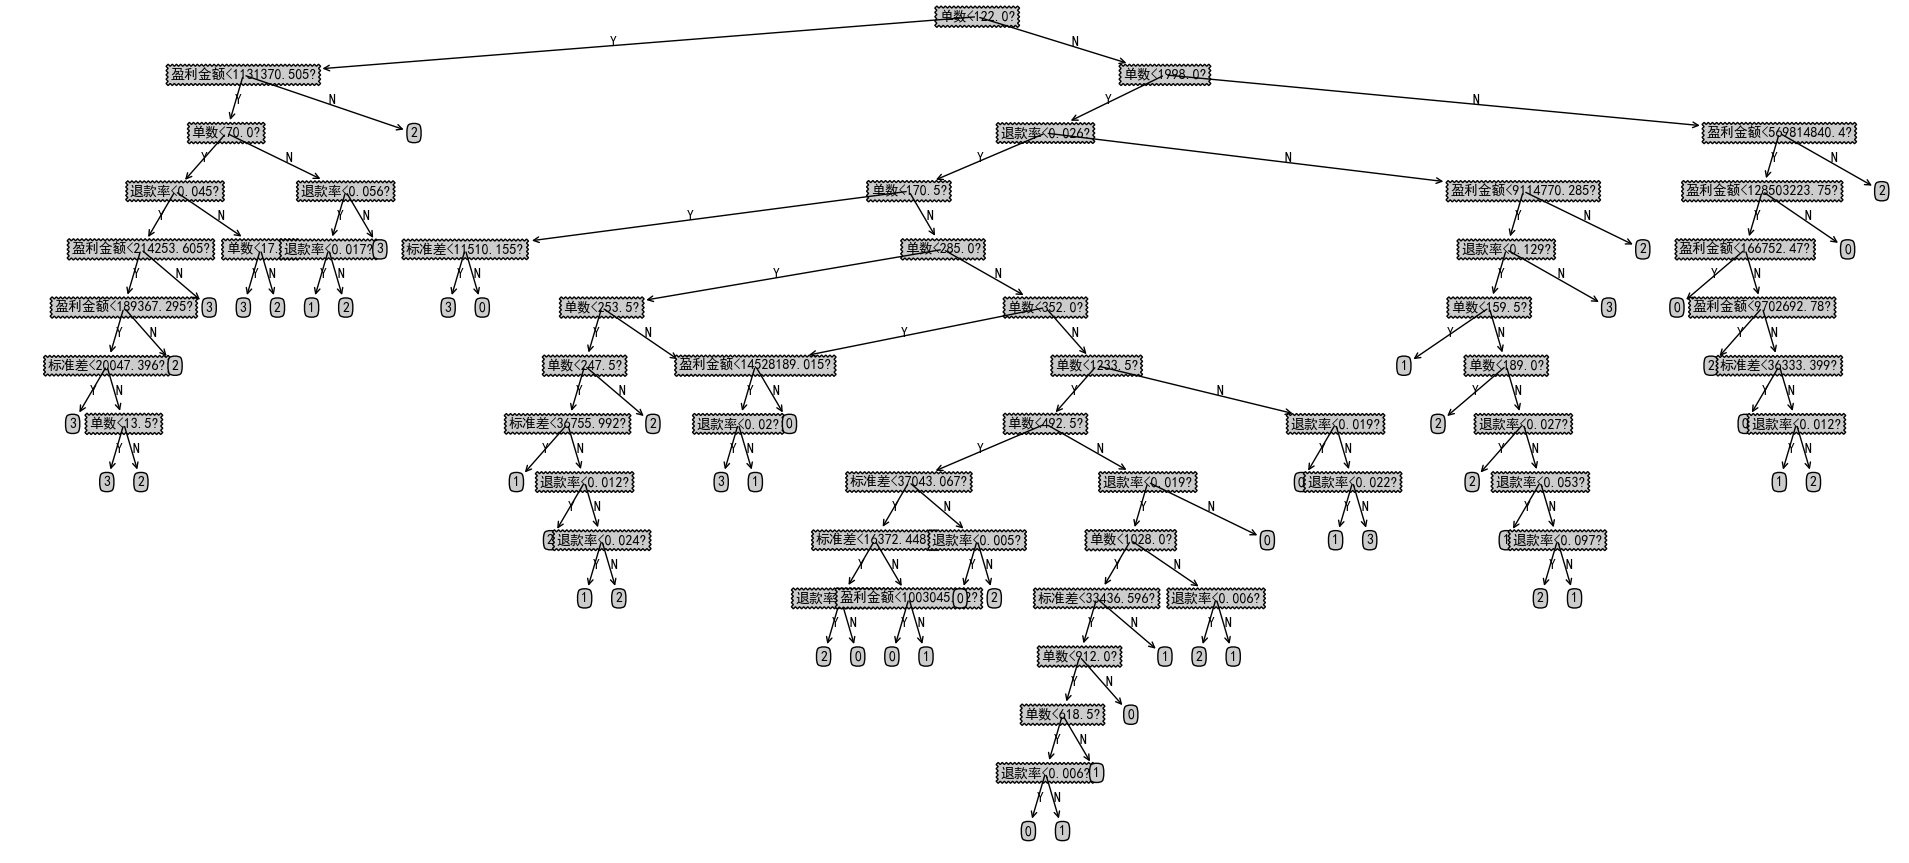 单数<122.0?
Y N
盈利金额<1131370.505? 单数<1998.0?
Y N Y N
单数<70.0? 2 退款率<0.026? 盈利金额<569814840.4?
Y N Y N Y N
退款率<0.045? 退款率<0.056? 单数<170.5? 盈利金额<9114770.285? 盈利金额<128503223.75? 2
Y N Y N Y N Y N Y N
盈利金额<214253.605? 单数<17. 退款率<0.017? 3 标准差<11510.155? 单数<285.0? 退款率<0.129? 2 盈利金额<166752.47? 0
Y N Y N Y N Y N Y N Y N Y N
盈利金额<189367.295? 3 3 2 1 2 3 0 单数<253.5? 单数<352.0? 单数<159.5? 3 0 盈利金额<9702692.78?
Y N Y N Y N Y N Y N
标准差<20047.396? 2 单数<247.5? 盈利金额<14528189.015? 单数<1233.5? 1 单数<189.0? 2 标准差<36333.399?
Y N Y N Y N Y N Y N Y N
3 单数<13.5? 标准差<36755.992? 2 退款率<0.02? 0 单数<492.5? 退款率<0.019? 2 退款率<0.027? 0 退款率<0.012?
Y N Y N Y N Y N Y N Y N Y N
3 2 1 退款率<0.012? 3 1 标准差<37043.067? 退款率<0.019? 0 退款率<0.022? 2 退款率<0.053? 1 2
Y N Y N Y N Y N Y N
2 退款率<0.024? 标准差<16372.448 退款率<0.005? 单数<1028.0? 0 1 3 1 退款率<0.097?
Y N Y N Y N Y N Y N
1 2 退款率 盈利金额<1003045. 0 2? 2 标准差<33436.596? 退款率<0.006? 2 1
Y N Y N Y N Y N
2 0 0 1 单数<912.0? 1 2 1
Y N
单数<618.5? 0
Y N
退款率<0.006? 1
Y N
0 1